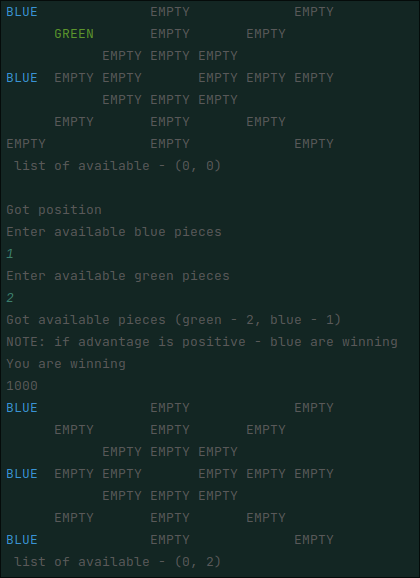 BLUE EMPTY EMPTY
GREEN EMPTY EMPTY
EMPTY EMPTY EMPTY
BLUE EMPTY EMPTY EMPTY EMPTY EMPTY
EMPTY EMPTY EMPTY
EMPTY EMPTY EMPTY
EMPTY EMPTY EMPTY
list of available - (0, 0)
Got position
Enter available blue pieces
1
Enter available green pieces
2
Got available pieces (green - 2, blue - 1)
NOTE: if advantage is positive - blue are winning
You are winning
1000
BLUE EMPTY EMPTY
EMPTY EMPTY EMPTY
EMPTY EMPTY EMPTY
BLUE EMPTY EMPTY EMPTY EMPTY EMPTY
EMPTY EMPTY EMPTY
EMPTY EMPTY EMPTY
BLUE EMPTY EMPTY
list of available - (0, 2)